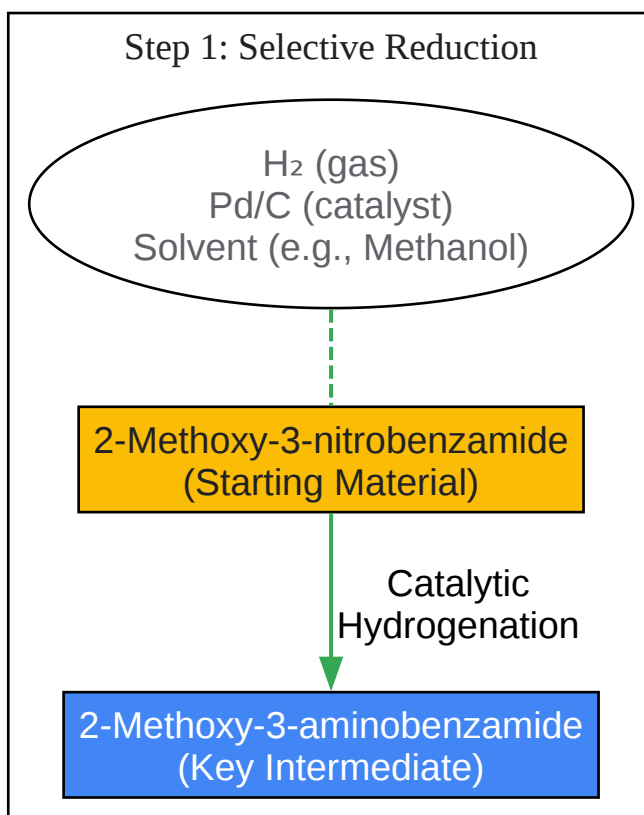 Step 1: Selective Reduction
H₂ (gas)
Pd/C (catalyst)
Solvent (e.g., Methanol)
2-Methoxy-3-nitrobenzamide
(Starting Material)
Catalytic
Hydrogenation
2-Methoxy-3-aminobenzamide
(Key Intermediate)